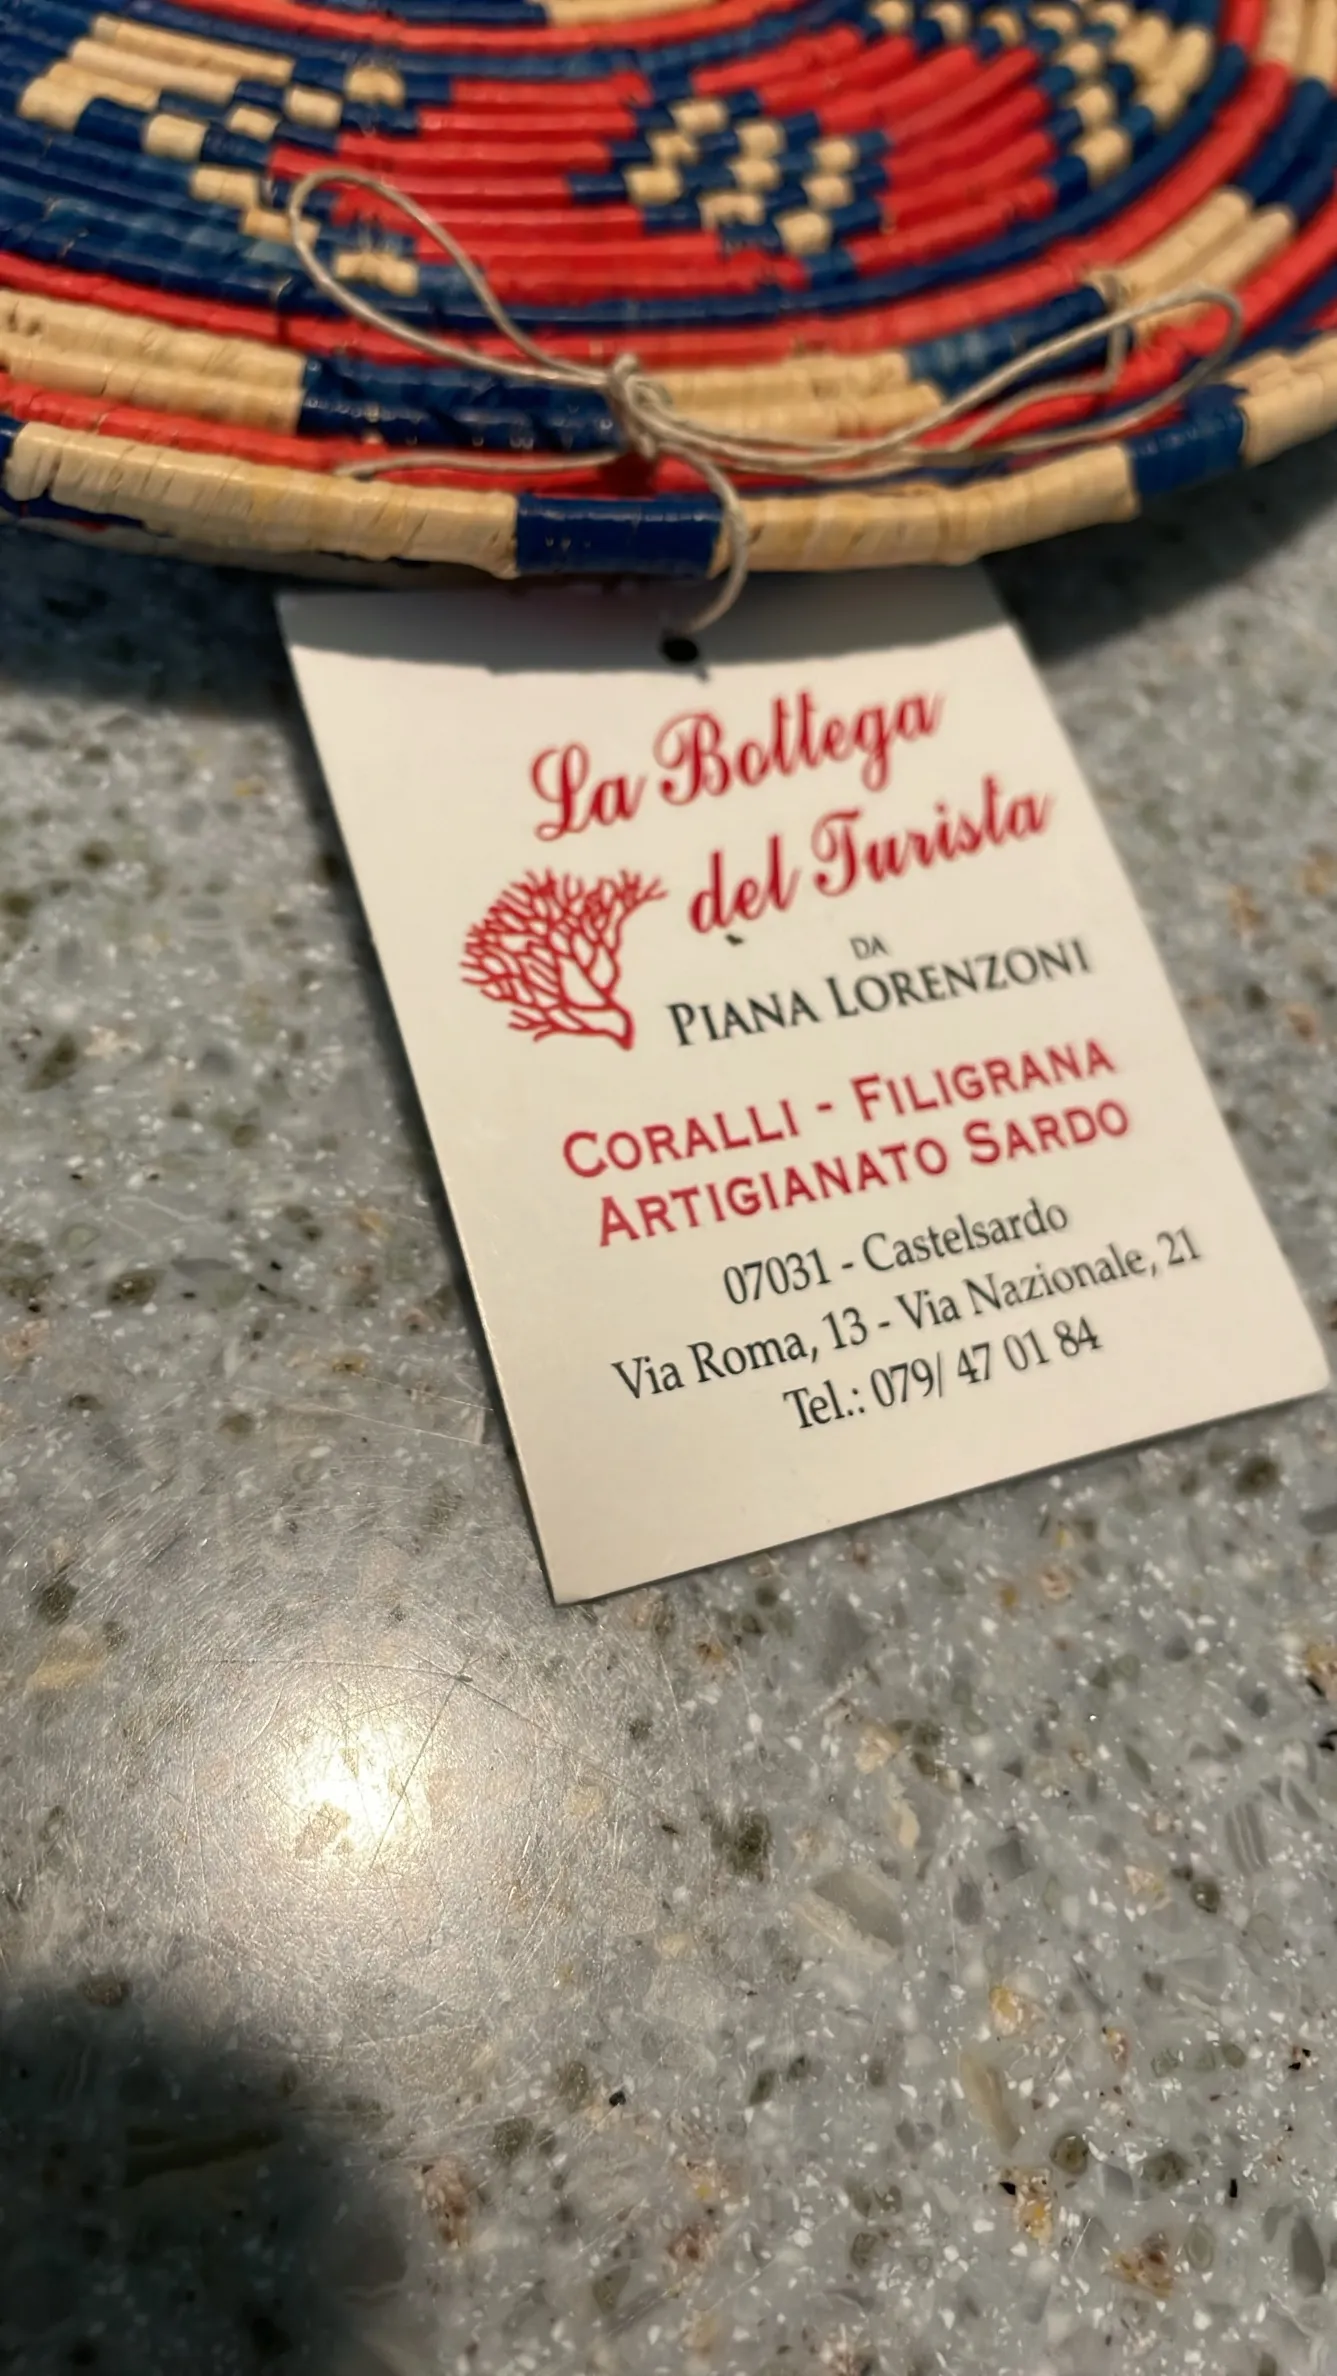 La Bottega
del Turista
DA
PIANA LORENZONI
CORALLI - FILIGRANA
ARTIGIANATO SARDO
07031 - Castelsardo
Via Roma, 13 - Via Nazionale, 21
Tel.: 079/ 47 01 84